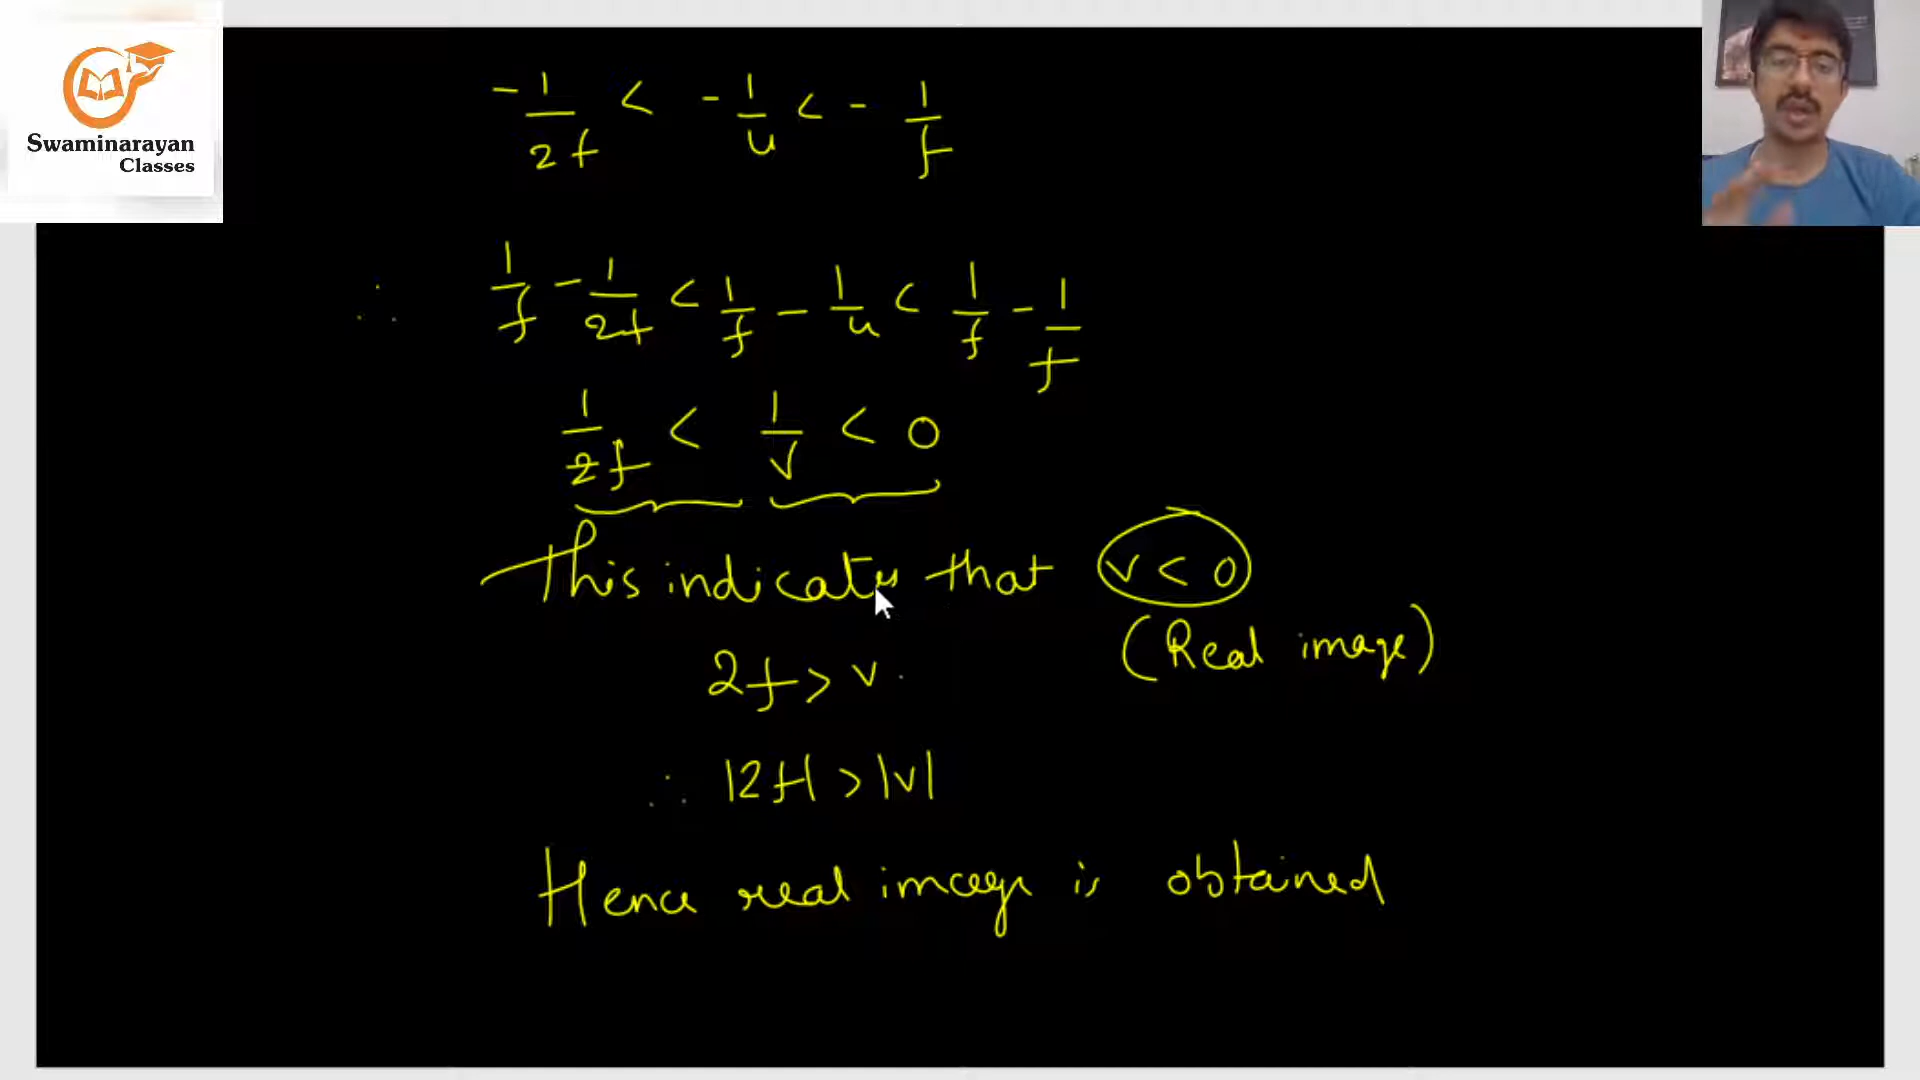 Swaminarayan
Classes
-1/2f < -1/u < -1/f
∴ 1/f - 1/2f < 1/f - 1/u < 1/f - 1/f
1/2f < 1/v < 0
This indicates that v < 0
(Real image)
2f > v.
∴ |2f| > |v|
Hence real image is obtained